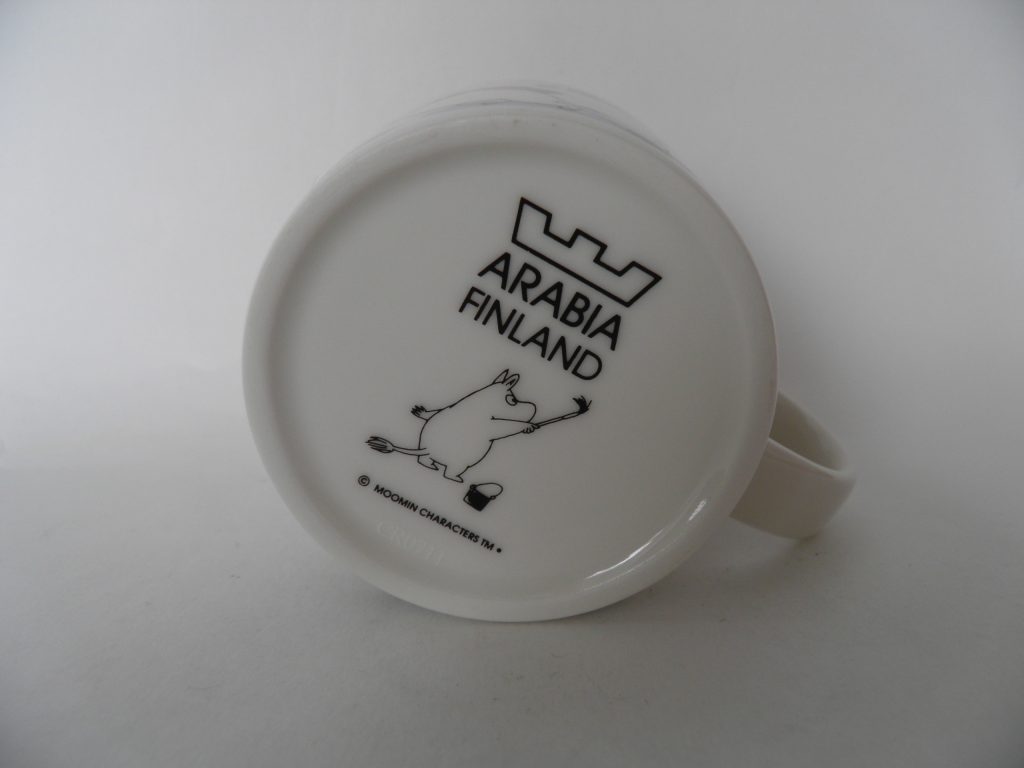 ARABIA
FINLAND
© MOOMIN CHARACTERS TM •